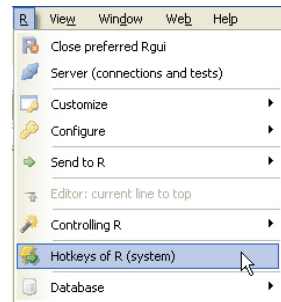 R View Window Web Help
Close preferred Rgui
Server (connections and tests)
Customize
Configure
Send to R
Editor: current line to top
Controlling R
Hotkeys of R (system)
Database